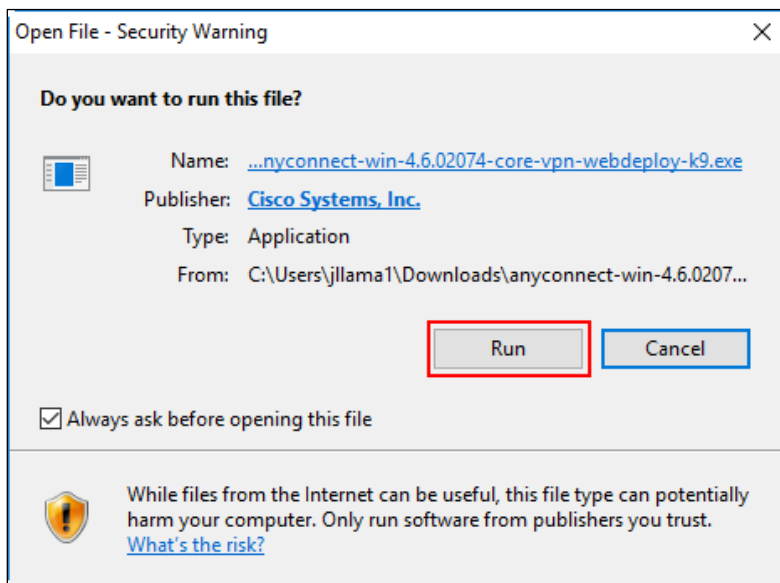 Open File - Security Warning
Do you want to run this file?
Name: ...nyconnect-win-4.6.02074-core-vpn-webdeploy-k9.exe
Publisher: Cisco Systems, Inc.
Type: Application
From: C:\Users\jllama1\Downloads\anyconnect-win-4.6.0207...
Run Cancel
Always ask before opening this file
While files from the Internet can be useful, this file type can potentially
harm your computer. Only run software from publishers you trust.
What's the risk?